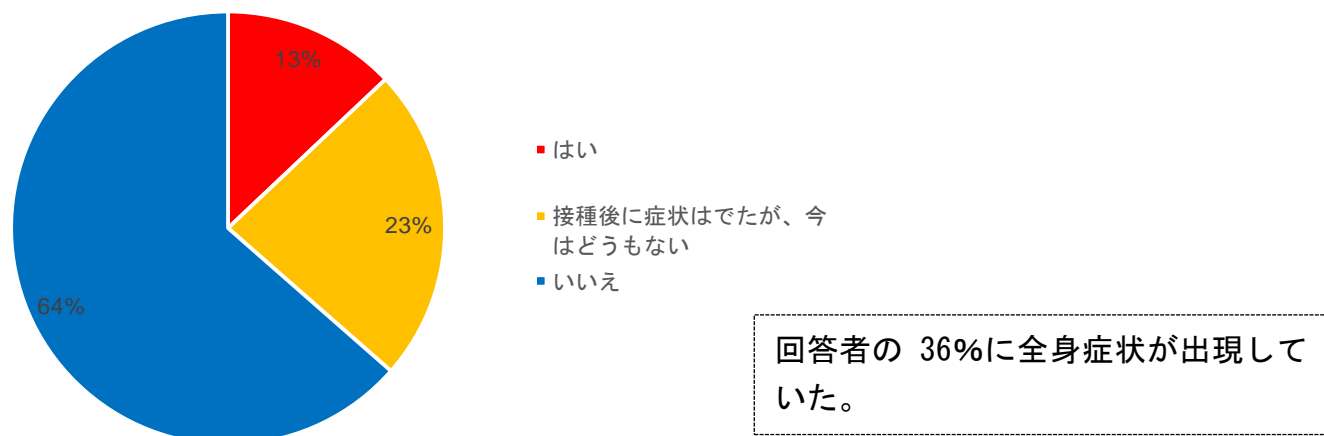 13%
23%
64%
はい
接種後に症状はでたが、今
はどうもない
いいえ
回答者の 36%に全身症状が出現して
いた。